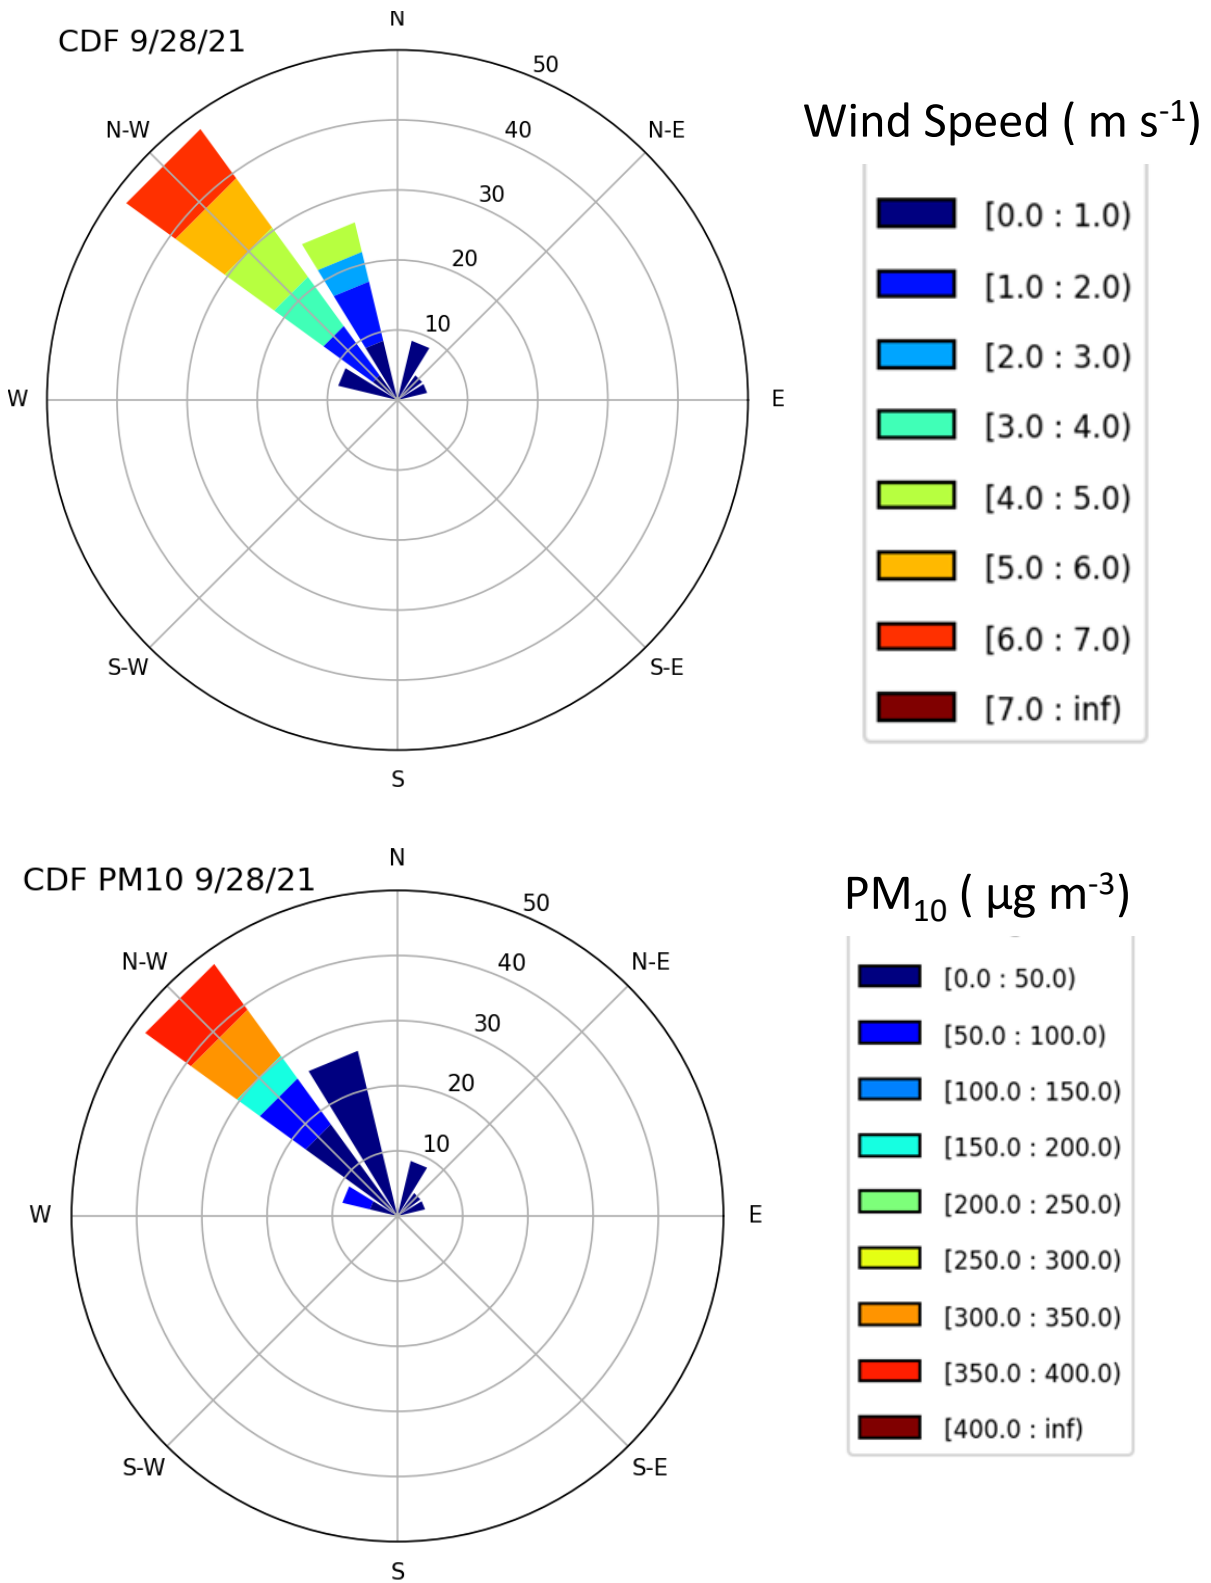 CDF 9/28/21
N
50
40
30
20
10
N-W
N-E
W
E
S-W
S-E
S
Wind Speed ( m s-1)
[0.0 : 1.0)
[1.0 : 2.0)
[2.0 : 3.0)
[3.0 : 4.0)
[4.0 : 5.0)
[5.0 : 6.0)
[6.0 : 7.0)
[7.0 : inf)
CDF PM10 9/28/21
N
50
40
30
20
10
N-W
N-E
W
E
S-W
S-E
S
PM10 ( µg m-3)
[0.0 : 50.0)
[50.0 : 100.0)
[100.0 : 150.0)
[150.0 : 200.0)
[200.0 : 250.0)
[250.0 : 300.0)
[300.0 : 350.0)
[350.0 : 400.0)
[400.0 : inf)